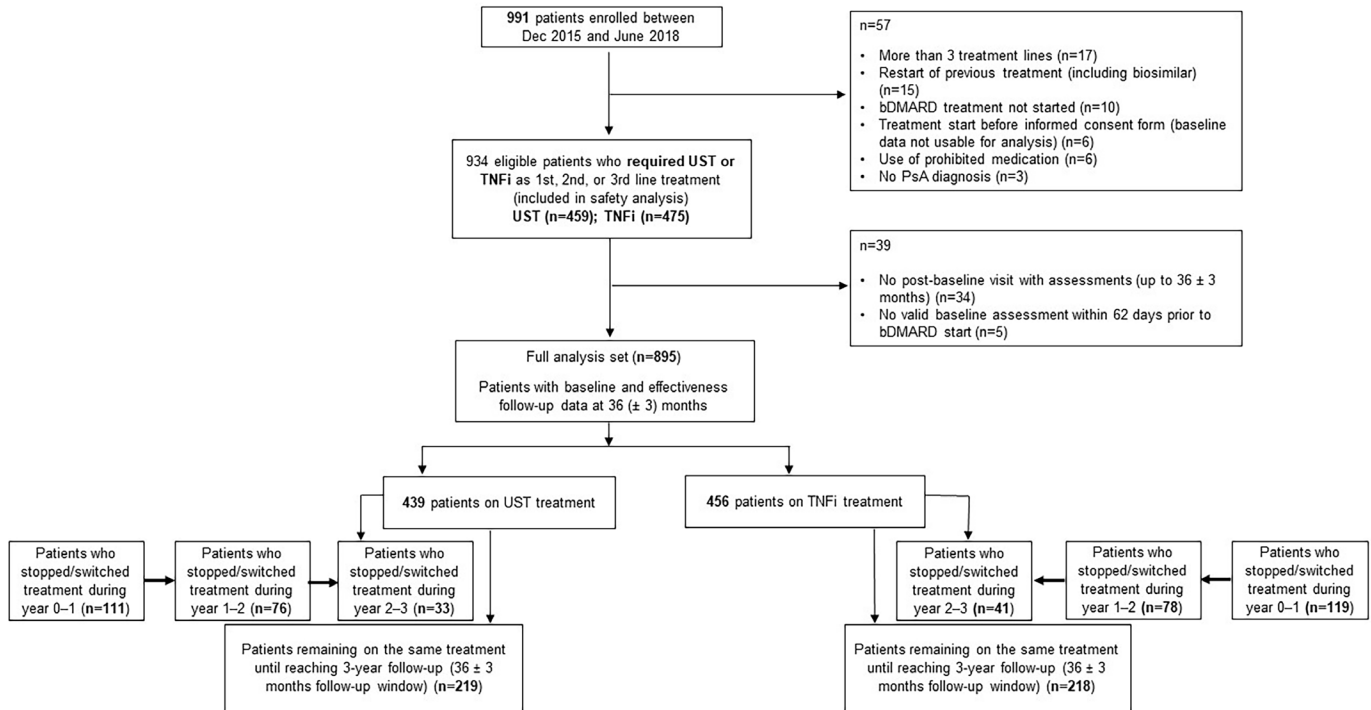 991 patients enrolled between
Dec 2015 and June 2018
n=57
• More than 3 treatment lines (n=17)
• Restart of previous treatment (including biosimilar)
(n=15)
• bDMARD treatment not started (n=10)
• Treatment start before informed consent form (baseline
data not usable for analysis) (n=6)
• Use of prohibited medication (n=6)
• No PsA diagnosis (n=3)
934 eligible patients who required UST or
TNFi as 1st, 2nd, or 3rd line treatment
(included in safety analysis)
UST (n=459); TNFi (n=475)
n=39
• No post-baseline visit with assessments (up to 36 ± 3
months) (n=34)
• No valid baseline assessment within 62 days prior to
bDMARD start (n=5)
Full analysis set (n=895)
Patients with baseline and effectiveness
follow-up data at 36 (± 3) months
439 patients on UST treatment
456 patients on TNFi treatment
Patients who
stopped/switched
treatment during
year 0–1 (n=111)
Patients who
stopped/switched
treatment during
year 1–2 (n=76)
Patients who
stopped/switched
treatment during
year 2–3 (n=33)
Patients who
stopped/switched
treatment during
year 2–3 (n=41)
Patients who
stopped/switched
treatment during
year 1–2 (n=78)
Patients who
stopped/switched
treatment during
year 0–1 (n=119)
Patients remaining on the same treatment
until reaching 3-year follow-up (36 ± 3
months follow-up window) (n=219)
Patients remaining on the same treatment
until reaching 3-year follow-up (36 ± 3
months follow-up window) (n=218)